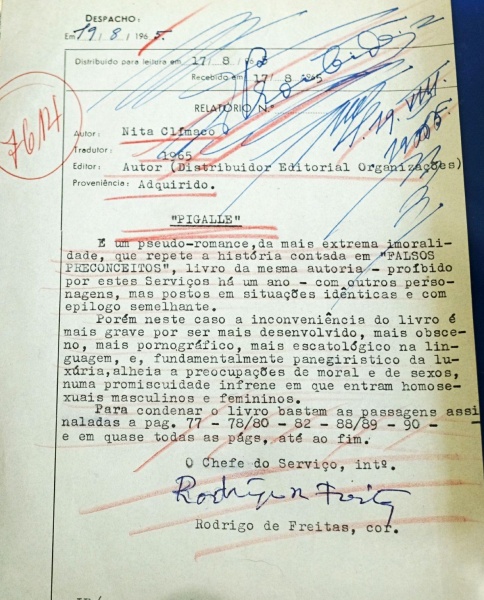 DESPACHO:
Em 19/8/1965.
Distribuido para leitura em 17/ 8/
Recebido em 17/ 8 /1965
Proibido
19.VIII.
1965
RELATÓRIO N.º
7614
Autor: Nita Clímaco
Tradutor:
1965
Editor: Autor (Distribuidor Editorial Organizações)
Proveniência: Adquirido.
"PIGALLE"
É um pseudo-romance,da mais extrema imorali-
dade, que repete a história contada em "FALSOS
PRECONCEITOS", livro da mesma autoria - proíbido
por estes Serviços há um ano - com outros perso-
nagens, mas postos em situações idênticas e com
epilogo semelhante.
Porém neste caso a inconveniência do livro é
mais grave por ser mais desenvolvido, mais obsce-
no, mais pornográfico, mais escatológico na lin-
guagem, e, fundamentalmente panegiristico da lu-
xúria,alheia a preocupações de moral e de sexos,
numa promiscuidade infrene em que entram homose-
xuais masculinos e femininos.
Para condenar o livro bastam as passagens assi
naladas a pag. 77 - 78/80 - 82 - 88/89 - 90 -
e em quase todas as págs, até ao fim.
O Chefe do Serviço, intº.
Rodrigo de Freitas
Rodrigo de Freitas, cor.